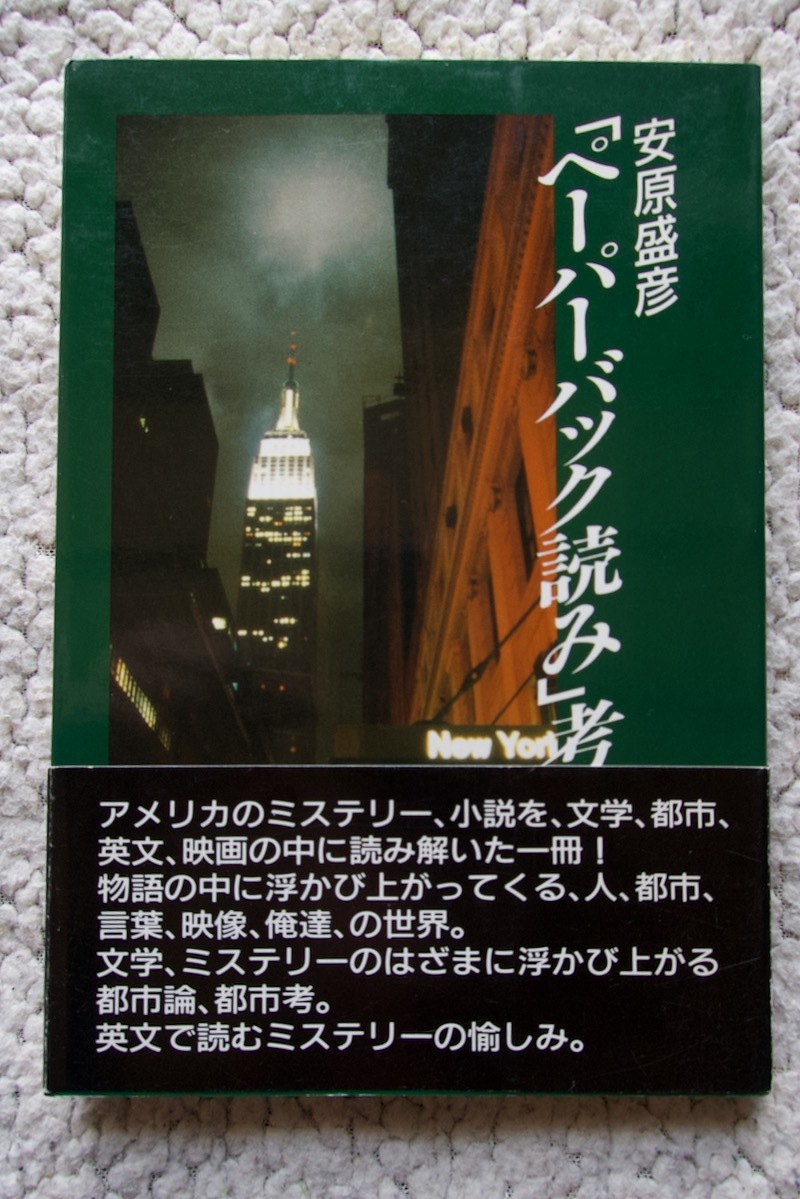 安原盛彦
「ペーパーバック読み」考
New Yor
アメリカのミステリー、小説を、文学、都市、
英文、映画の中に読み解いた一冊！
物語の中に浮かび上がってくる、人、都市、
言葉、映像、俺達、の世界。
文学、ミステリーのはざまに浮かび上がる
都市論、都市考。
英文で読むミステリーの愉しみ。